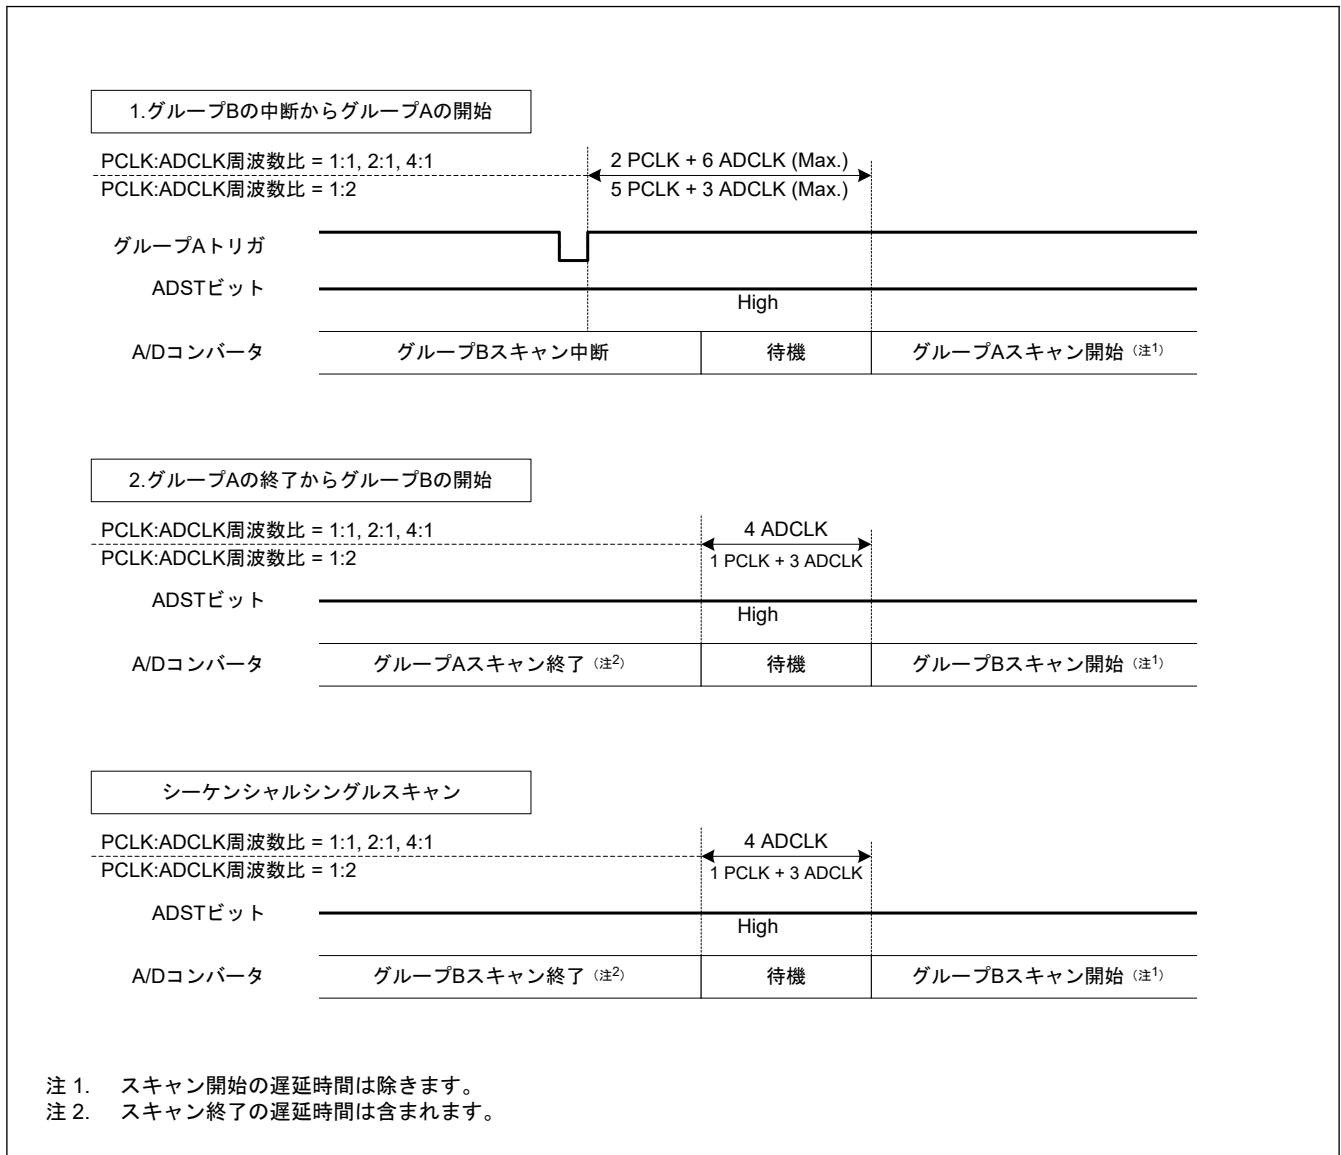 1.グループBの中断からグループAの開始
PCLK:ADCLK周波数比 = 1:1, 2:1, 4:1
2 PCLK + 6 ADCLK (Max.)
PCLK:ADCLK周波数比 = 1:2
5 PCLK + 3 ADCLK (Max.)
グループAトリガ
ADSTビット
High
A/Dコンバータ
グループBスキャン中断
待機
グループAスキャン開始（注1）
2.グループAの終了からグループBの開始
PCLK:ADCLK周波数比 = 1:1, 2:1, 4:1
4 ADCLK
PCLK:ADCLK周波数比 = 1:2
1 PCLK + 3 ADCLK
ADSTビット
High
A/Dコンバータ
グループAスキャン終了（注2）
待機
グループBスキャン開始（注1）
シーケンシャルシングルスキャン
PCLK:ADCLK周波数比 = 1:1, 2:1, 4:1
4 ADCLK
PCLK:ADCLK周波数比 = 1:2
1 PCLK + 3 ADCLK
ADSTビット
High
A/Dコンバータ
グループBスキャン終了（注2）
待機
グループBスキャン開始（注1）
注 1. スキャン開始の遅延時間は除きます。
注 2. スキャン終了の遅延時間は含まれます。